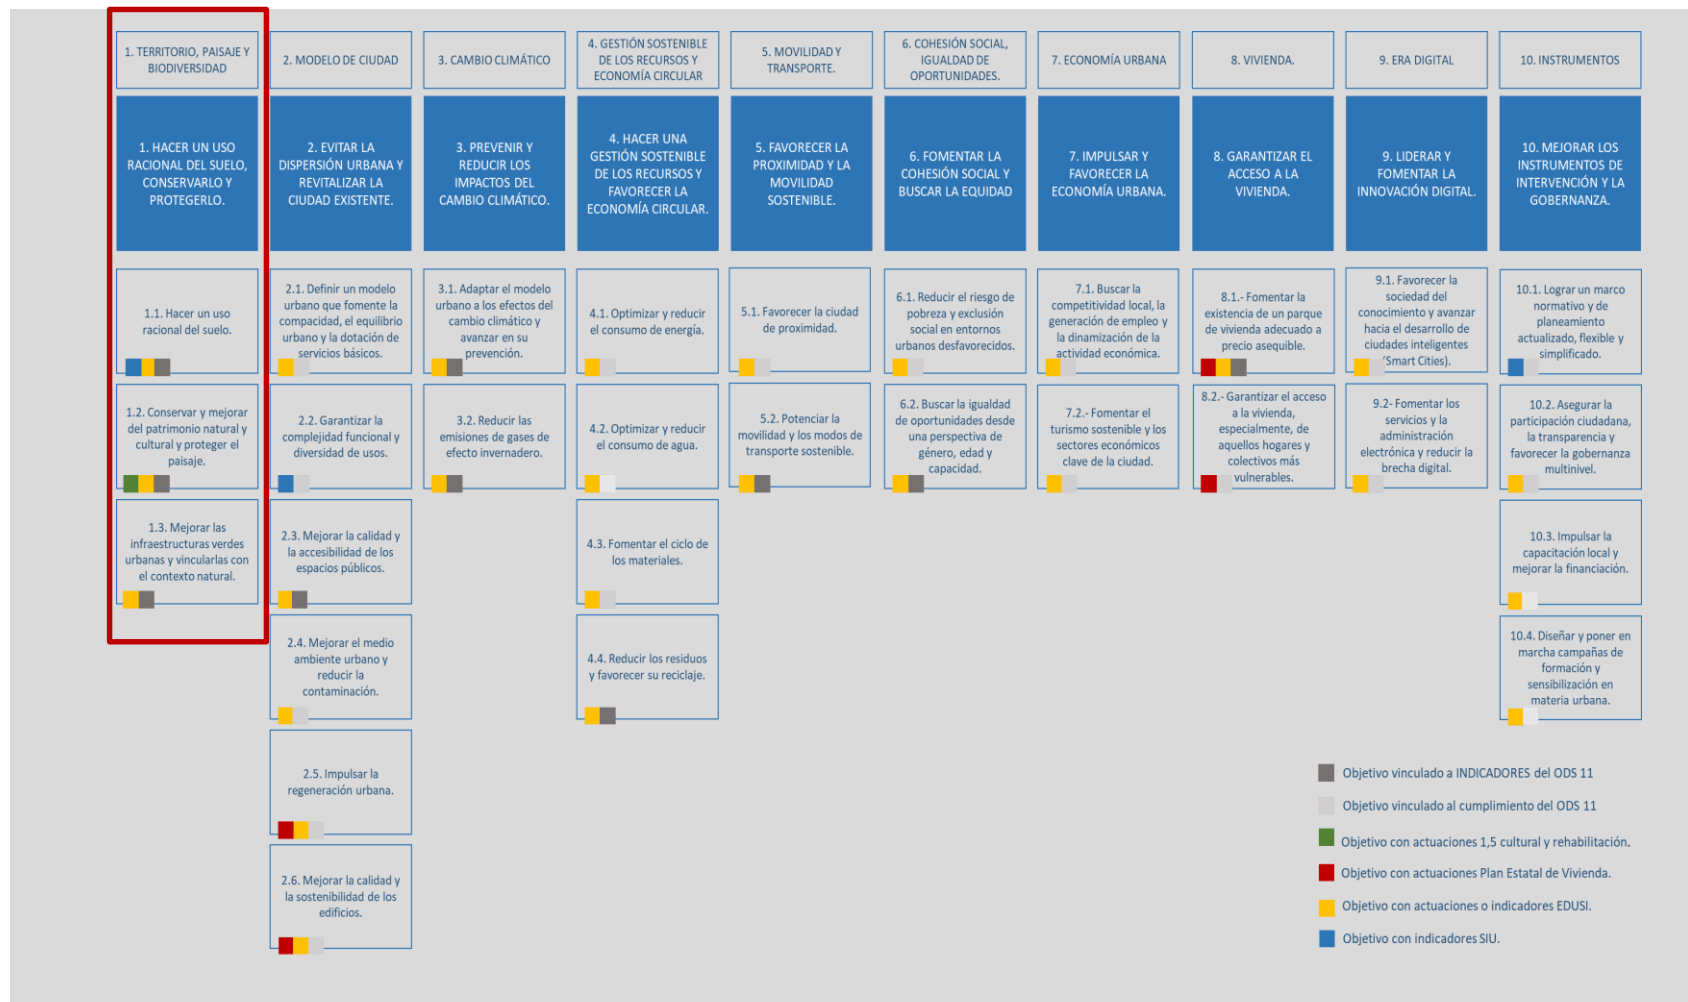 1. TERRITORIO, PAISAJE Y
BIODIVERSIDAD
2. MODELO DE CIUDAD
3. CAMBIO CLIMÁTICO
4. GESTIÓN SOSTENIBLE
DE LOS RECURSOS Y
ECONOMÍA CIRCULAR
5. MOVILIDAD Y
TRANSPORTE.
6. COHESIÓN SOCIAL,
IGUALDAD DE
OPORTUNIDADES.
7. ECONOMÍA URBANA
8. VIVIENDA.
9. ERA DIGITAL
10. INSTRUMENTOS
1. HACER UN USO
RACIONAL DEL SUELO,
CONSERVARLO Y
PROTEGERLO.
2. EVITAR LA
DISPERSIÓN URBANA Y
REVITALIZAR LA
CIUDAD EXISTENTE.
3. PREVENIR Y
REDUCIR LOS
IMPACTOS DEL
CAMBIO CLIMÁTICO.
4. HACER UNA
GESTIÓN SOSTENIBLE
DE LOS RECURSOS Y
FAVORECER LA
ECONOMÍA CIRCULAR.
5. FAVORECER LA
PROXIMIDAD Y LA
MOVILIDAD
SOSTENIBLE.
6. FOMENTAR LA
COHESIÓN SOCIAL Y
BUSCAR LA EQUIDAD
7. IMPULSAR Y
FAVORECER LA
ECONOMÍA URBANA.
8. GARANTIZAR EL
ACCESO A LA
VIVIENDA.
9. LIDERAR Y
FOMENTAR LA
INNOVACIÓN DIGITAL.
10. MEJORAR LOS
INSTRUMENTOS DE
INTERVENCIÓN Y LA
GOBERNANZA.
1.1. Hacer un uso
racional del suelo.
2.1. Definir un modelo
urbano que fomente la
compacidad, el equilibrio
urbano y la dotación de
servicios básicos.
3.1. Adaptar el modelo
urbano a los efectos del
cambio climático y
avanzar en su
prevención.
4.1. Optimizar y reducir
el consumo de energía.
5.1. Favorecer la ciudad
de proximidad.
6.1. Reducir el riesgo de
pobreza y exclusión
social en entornos
urbanos desfavorecidos.
7.1. Buscar la
competitividad local, la
generación de empleo y
la dinamización de la
actividad económica.
8.1.- Fomentar la
existencia de un parque
de vivienda adecuado a
precio asequible.
9.1. Favorecer la
sociedad del
conocimiento y avanzar
hacia el desarrollo de
ciudades inteligentes
(Smart Cities).
10.1. Lograr un marco
normativo y de
planeamiento
actualizado, flexible y
simplificado.
1.2. Conservar y mejorar
del patrimonio natural y
cultural y proteger el
paisaje.
2.2. Garantizar la
complejidad funcional y
diversidad de usos.
3.2. Reducir las
emisiones de gases de
efecto invernadero.
4.2. Optimizar y reducir
el consumo de agua.
5.2. Potenciar la
movilidad y los modos de
transporte sostenible.
6.2. Buscar la igualdad
de oportunidades desde
una perspectiva de
género, edad y
capacidad.
7.2.- Fomentar el
turismo sostenible y los
sectores económicos
clave de la ciudad.
8.2.- Garantizar el acceso
a la vivienda,
especialmente, de
aquellos hogares y
colectivos más
vulnerables.
9.2- Fomentar los
servicios y la
administración
electrónica y reducir la
brecha digital.
10.2. Asegurar la
participación ciudadana,
la transparencia y
favorecer la gobernanza
multinivel.
1.3. Mejorar las
infraestructuras verdes
urbanas y vincularlas con
el contexto natural.
2.3. Mejorar la calidad y
la accesibilidad de los
espacios públicos.
4.3. Fomentar el ciclo de
los materiales.
10.3. Impulsar la
capacitación local y
mejorar la financiación.
2.4. Mejorar el medio
ambiente urbano y
reducir la
contaminación.
4.4. Reducir los residuos
y favorecer su reciclaje.
10.4. Diseñar y poner en
marcha campañas de
formación y
sensibilización en
materia urbana.
2.5. Impulsar la
regeneración urbana.
2.6. Mejorar la calidad y
la sostenibilidad de los
edificios.
Objetivo vinculado a INDICADORES del ODS 11
Objetivo vinculado al cumplimiento del ODS 11
Objetivo con actuaciones 1,5 cultural y rehabilitación.
Objetivo con actuaciones Plan Estatal de Vivienda.
Objetivo con actuaciones o indicadores EDUSI.
Objetivo con indicadores SIU.